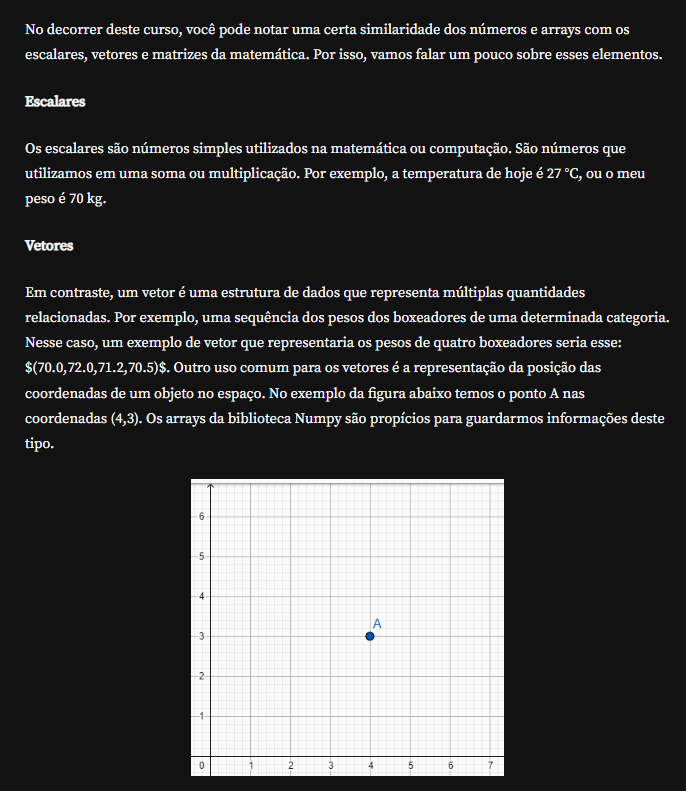 No decorrer deste curso, você pode notar uma certa similaridade dos números e arrays com os
escalares, vetores e matrizes da matemática. Por isso, vamos falar um pouco sobre esses elementos.
Escalares
Os escalares são números simples utilizados na matemática ou computação. São números que
utilizamos em uma soma ou multiplicação. Por exemplo, a temperatura de hoje é 27 °C, ou o meu
peso é 70 kg.
Vetores
Em contraste, um vetor é uma estrutura de dados que representa múltiplas quantidades
relacionadas. Por exemplo, uma sequência dos pesos dos boxeadores de uma determinada categoria.
Nesse caso, um exemplo de vetor que representaria os pesos de quatro boxeadores seria esse:
$(70.0,72.0,71.2,70.5)$. Outro uso comum para os vetores é a representação da posição das
coordenadas de um objeto no espaço. No exemplo da figura abaixo temos o ponto A nas
coordenadas (4,3). Os arrays da biblioteca Numpy são propícios para guardarmos informações deste
tipo.
6
5
4
A
3
2
1
0 1 2 3 4 5 6 7